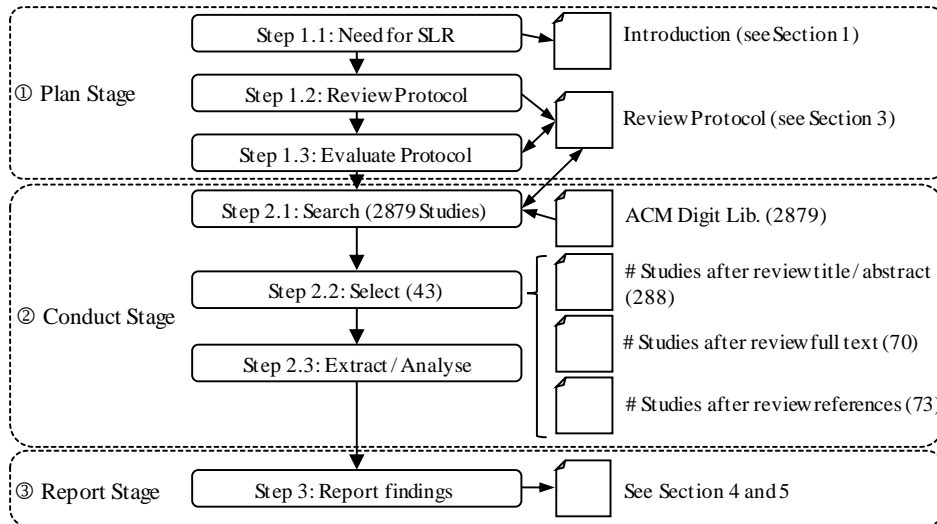 Step 1.1: Need for SLR
Introduction (see Section 1)
① Plan Stage
Step 1.2: Review Protocol
Review Protocol (see Section 3)
Step 1.3: Evaluate Protocol
Step 2.1: Search (2879 Studies)
ACM Digit Lib. (2879)
② Conduct Stage
Step 2.2: Select (43)
# Studies after review title / abstract
(288)
# Studies after review full text (70)
Step 2.3: Extract / Analyse
# Studies after review references (73)
③ Report Stage
Step 3: Report findings
See Section 4 and 5